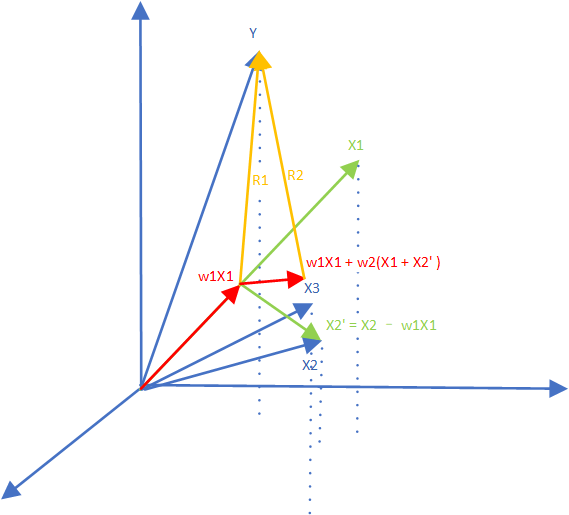 Y
X1
R1
R2
w1X1
w1X1 + w2(X1 + X2' )
X3
X2' = X2 − w1X1
X2